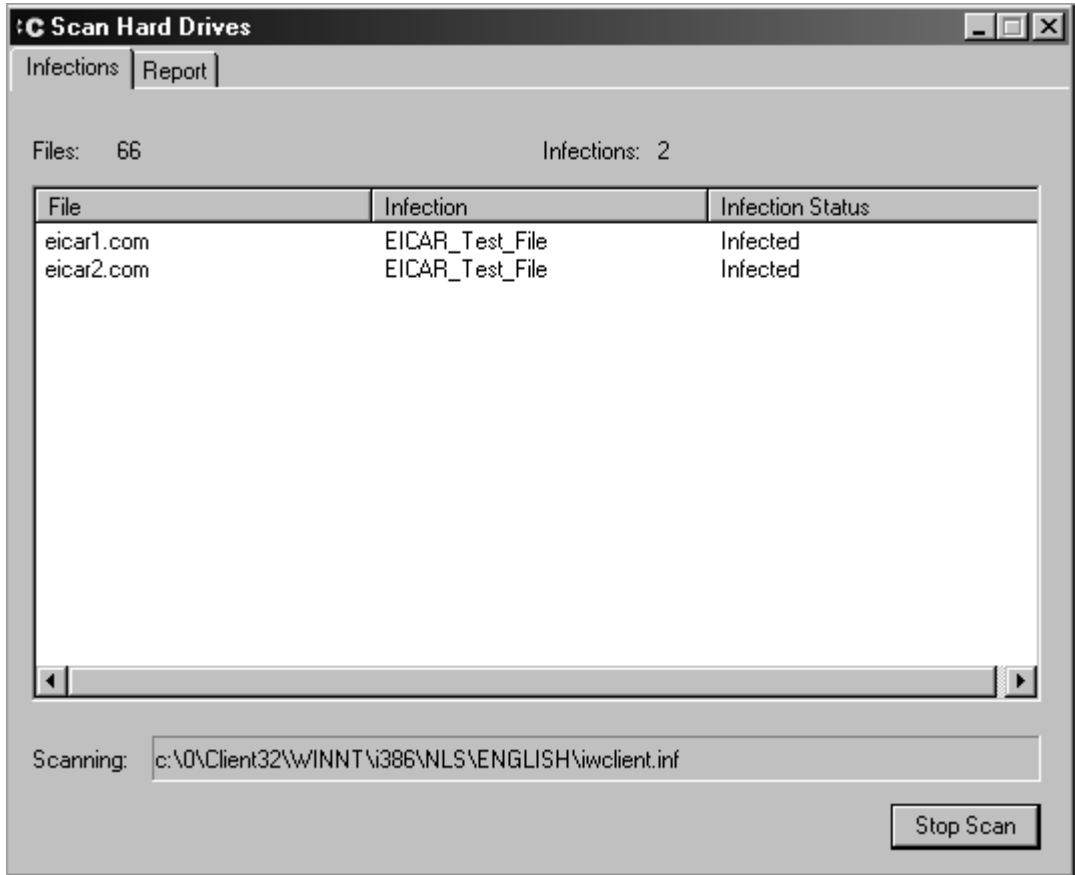 :C Scan Hard Drives
Infections Report
Files: 66 Infections: 2
File Infection Infection Status
eicar1.com EICAR_Test_File Infected
eicar2.com EICAR_Test_File Infected
Scanning: c:\0\Client32\WINNT\i386\NLS\ENGLISH\iwclient.inf
Stop Scan